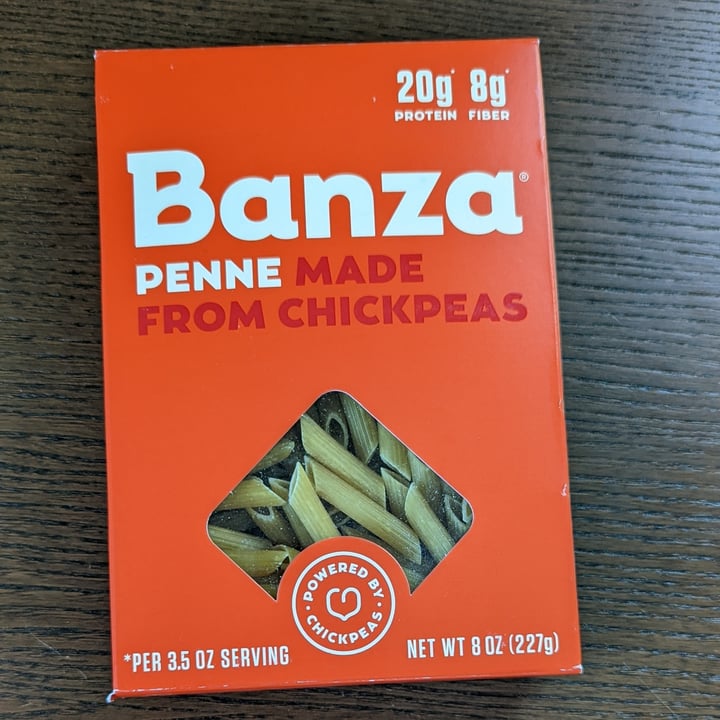 20g* 8g*
PROTEIN FIBER
Banza®
PENNE MADE
FROM CHICKPEAS
POWERED BY
CHICKPEAS
*PER 3.5 OZ SERVING
NET WT 8 OZ (227g)